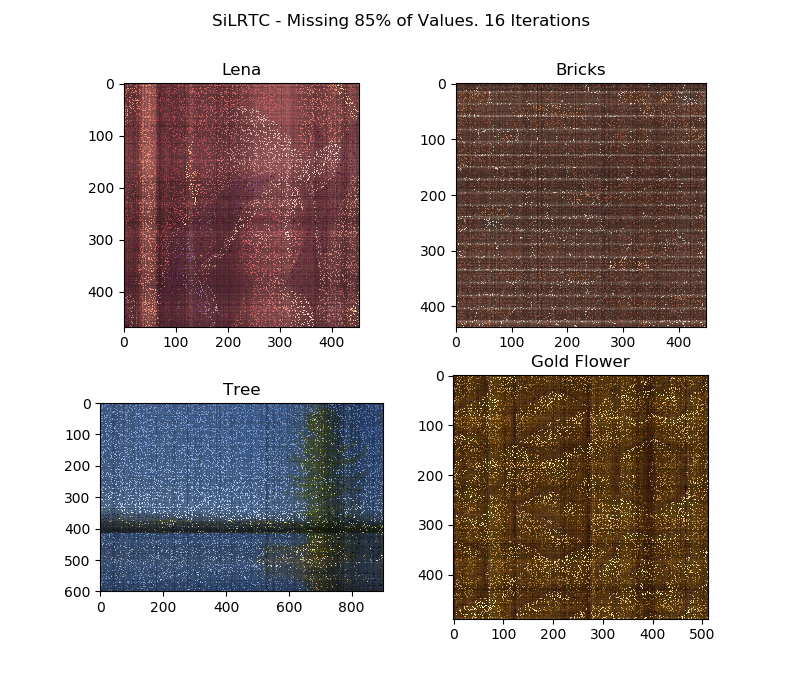 SiLRTC - Missing 85% of Values. 16 Iterations
Lena
0
100
200
300
400
0 100 200 300 400
Bricks
0
100
200
300
400
0 100 200 300 400
Tree
0
100
200
300
400
500
600
0 200 400 600 800
Gold Flower
0
100
200
300
400
0 100 200 300 400 500